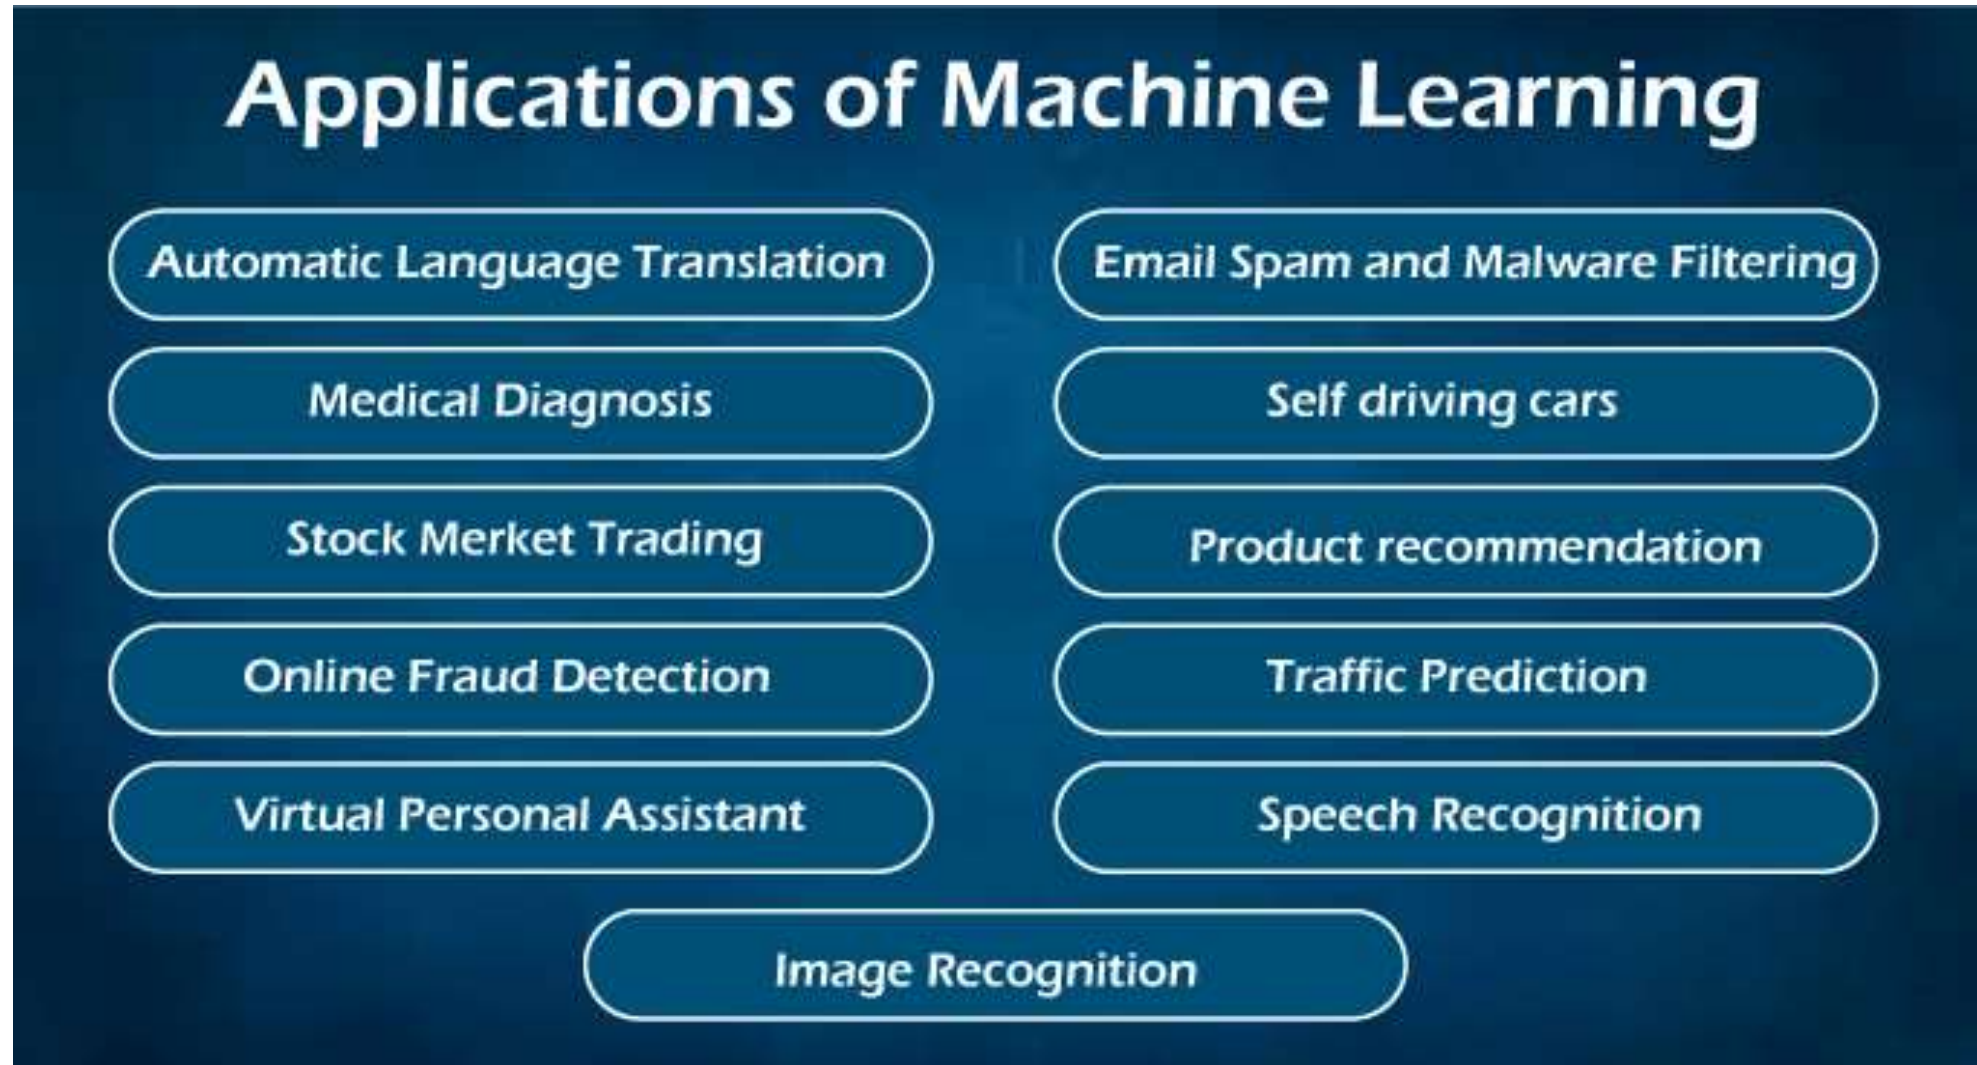 Applications of Machine Learning
Automatic Language Translation
Email Spam and Malware Filtering
Medical Diagnosis
Self driving cars
Stock Merket Trading
Product recommendation
Online Fraud Detection
Traffic Prediction
Virtual Personal Assistant
Speech Recognition
Image Recognition